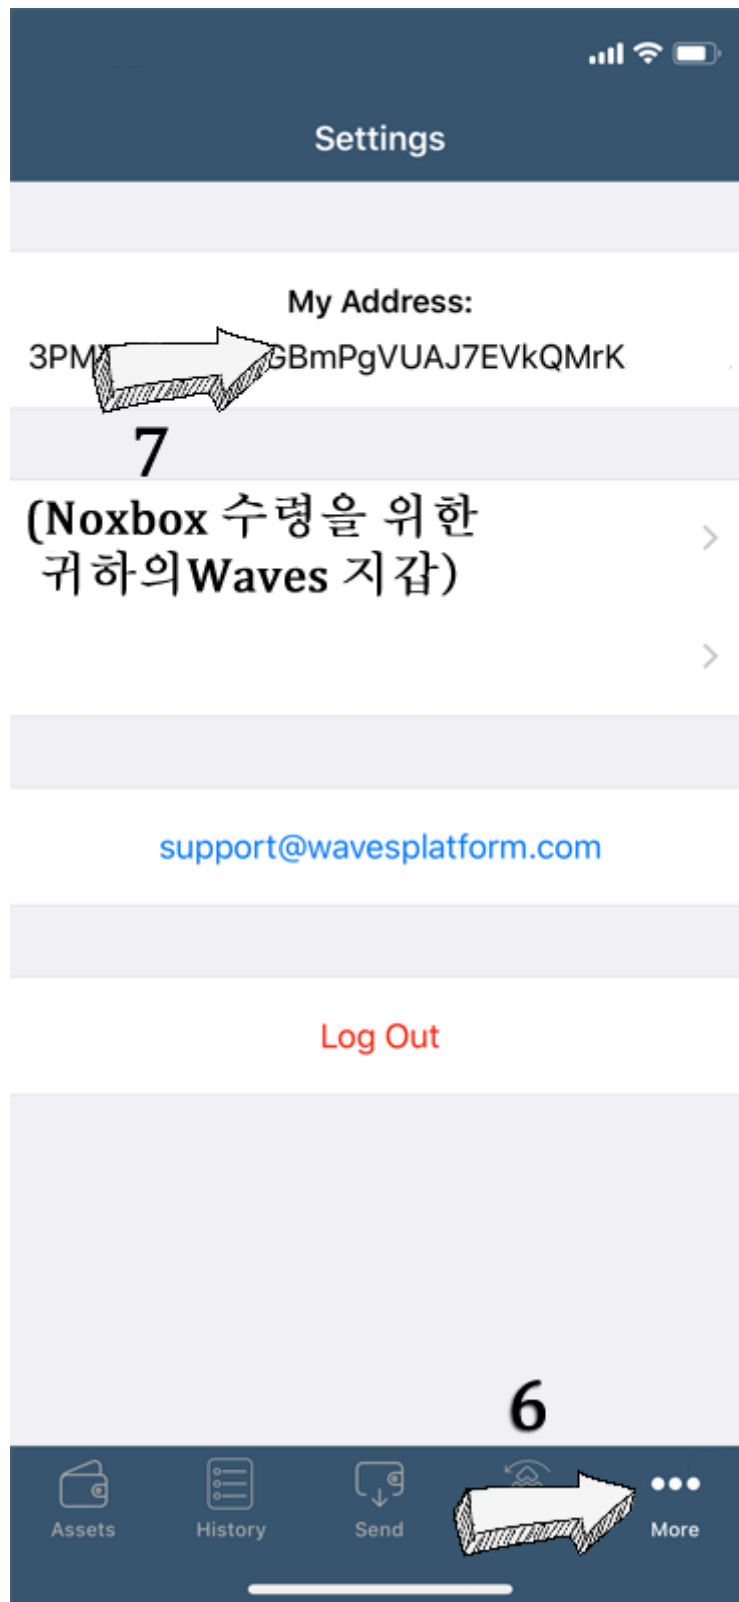 Settings
My Address:
3PM GBmPgVUAJ7EVkQMrK
7
(Noxbox 수령을 위한
귀하의Waves 지갑)
support@wavesplatform.com
Log Out
6
Assets
History
Send
More